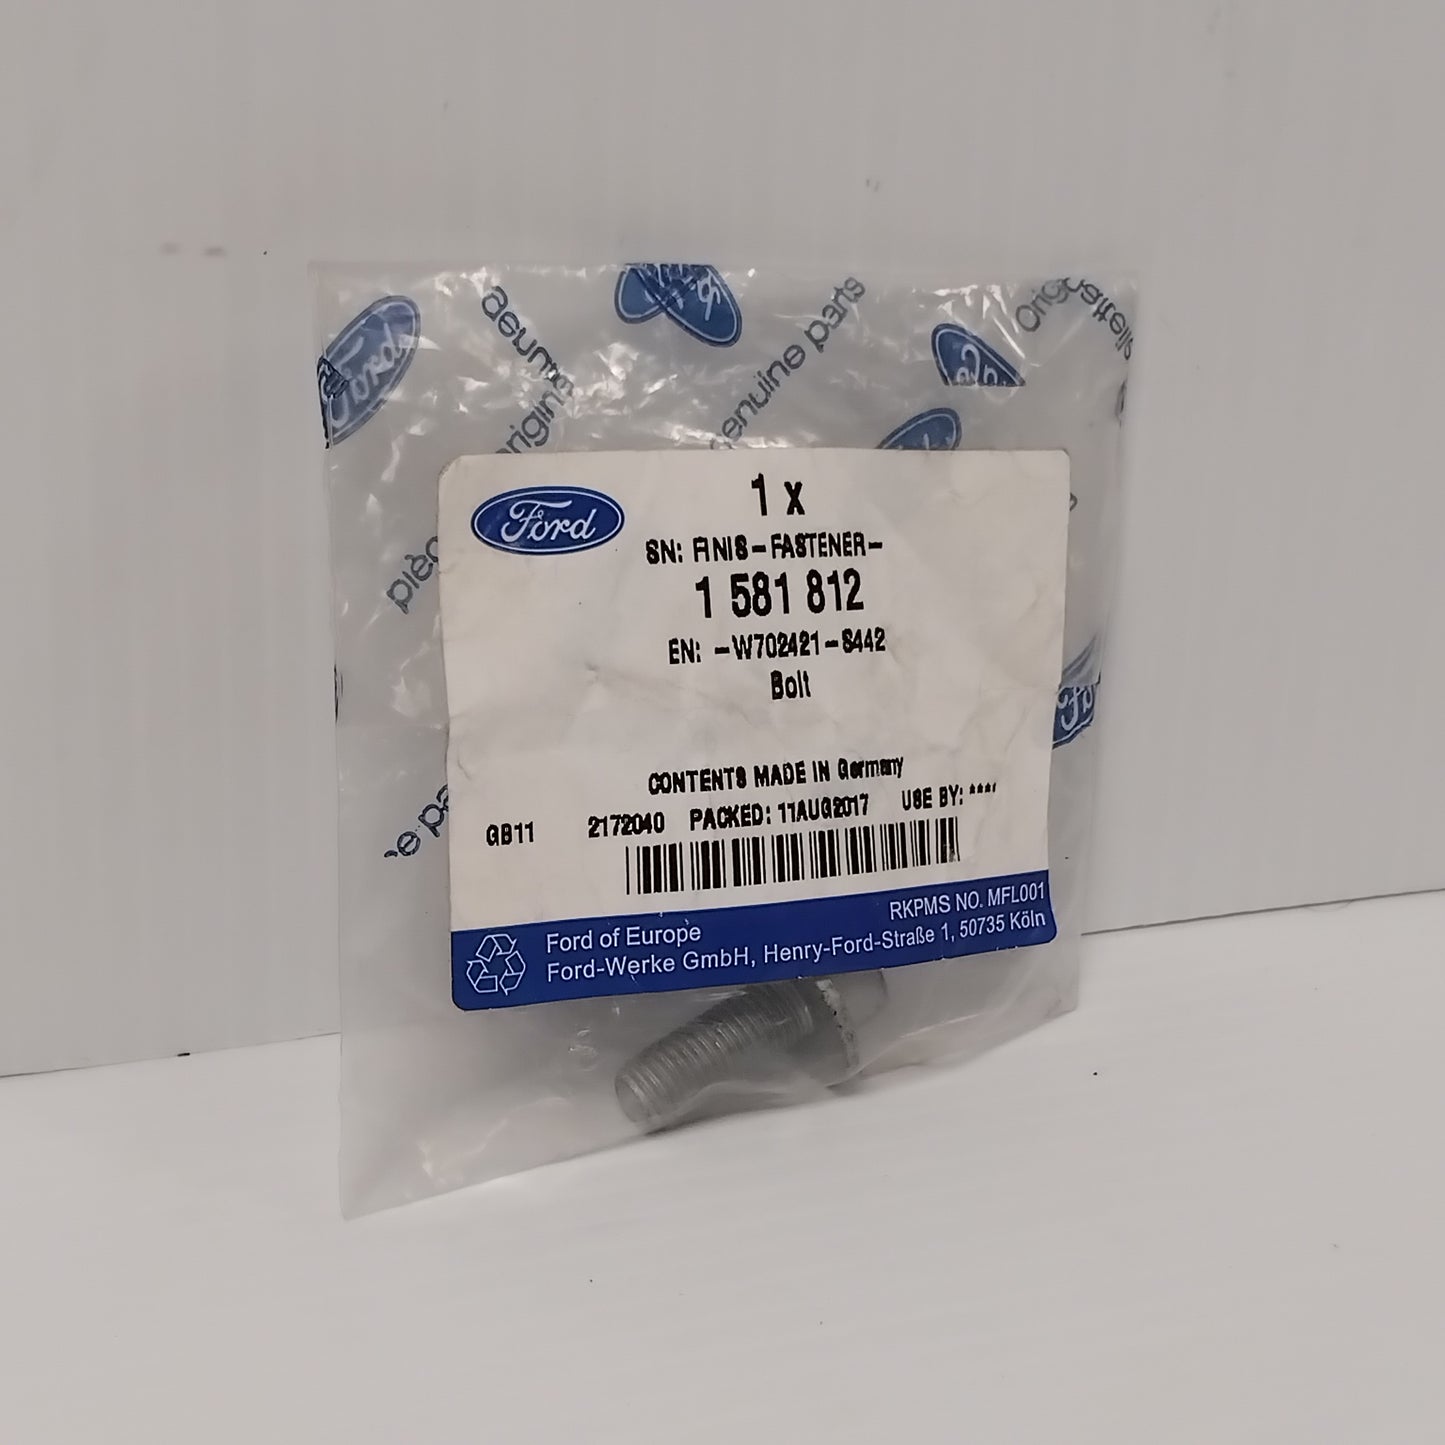 Ford
genuine parts
Ford
1 x
SN: FINIS-FASTENER-
1 581 812
EN: -W702421-S442
Bolt
CONTENTS MADE IN Germany
GB11 2172040 PACKED: 11AUG2017 USE BY: ****
RKPMS NO. MFL001
Ford of Europe
Ford-Werke GmbH, Henry-Ford-Straße 1, 50735 Köln